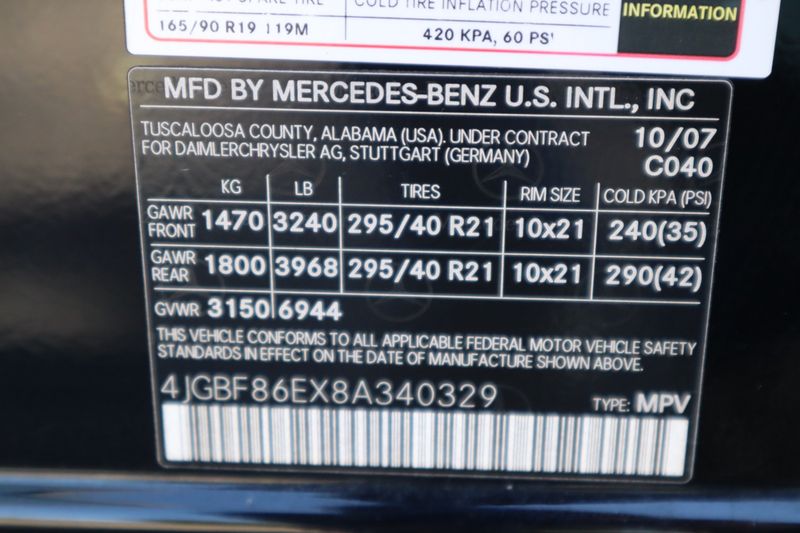 COLD TIRE INFLATION PRESSURE
INFORMATION
165/90 R19 119M
420 KPA, 60 PSI
MFD BY MERCEDES-BENZ U.S. INTL., INC
TUSCALOOSA COUNTY, ALABAMA (USA). UNDER CONTRACT
FOR DAIMLERCHRYSLER AG, STUTTGART (GERMANY)
10/07
C040
KG LB TIRES RIM SIZE COLD KPA (PSI)
GAWR FRONT 1470 3240 295/40 R21 10x21 240(35)
GAWR REAR 1800 3968 295/40 R21 10x21 290(42)
GVWR 3150 6944
THIS VEHICLE CONFORMS TO ALL APPLICABLE FEDERAL MOTOR VEHICLE SAFETY
STANDARDS IN EFFECT ON THE DATE OF MANUFACTURE SHOWN ABOVE.
4JGBF86EX8A340329
TYPE: MPV